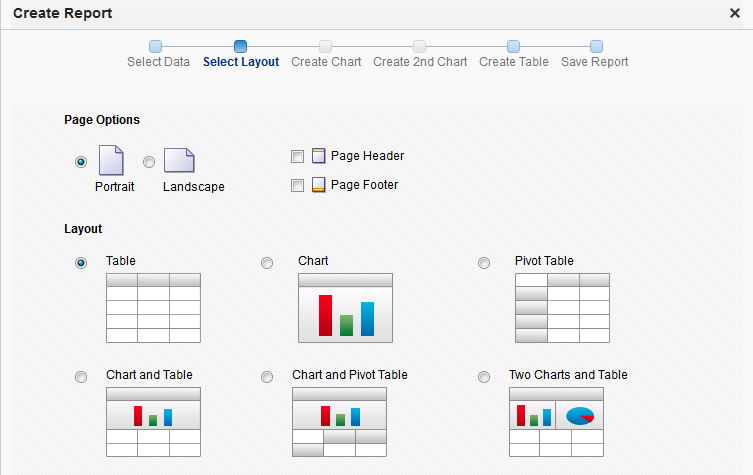 Create Report
Select Data Select Layout Create Chart Create 2nd Chart Create Table Save Report
Page Options
Portrait Landscape
Page Header
Page Footer
Layout
Table Chart Pivot Table
Chart and Table Chart and Pivot Table Two Charts and Table